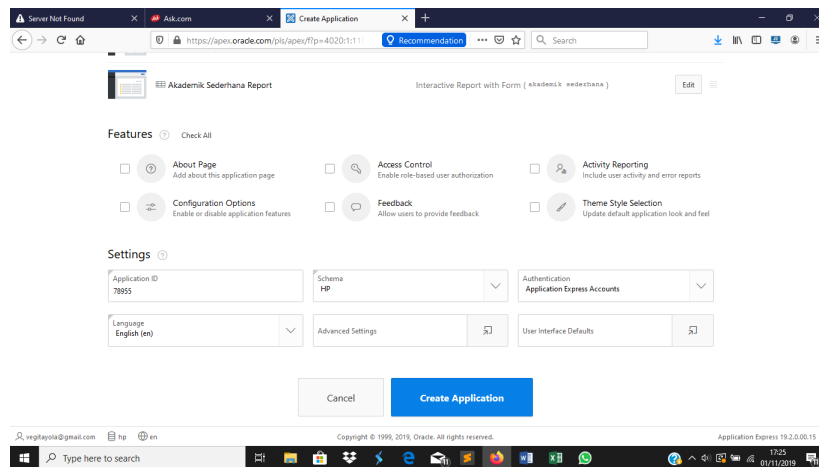 Server Not Found
Ask.com
Create Application
https://apex.oracle.com/pls/apex/f?p=4020:1:11
Recommendation
Search
Akademik Sederhana Report
Interactive Report with Form ( akademik sederhana )
Edit
Features
Check All
About Page
Add about this application page
Access Control
Enable role-based user authorization
Activity Reporting
Include user activity and error reports
Configuration Options
Enable or disable application features
Feedback
Allow users to provide feedback
Theme Style Selection
Update default application look and feel
Settings
Application ID
78955
Schema
HP
Authentication
Application Express Accounts
Language
English (en)
Advanced Settings
User Interface Defaults
Cancel
Create Application
vegitayola@gmail.com
hp
en
Copyright © 1999, 2019, Oracle. All rights reserved.
Application Express 19.2.0.00.15
Type here to search
17:25
01/11/2019